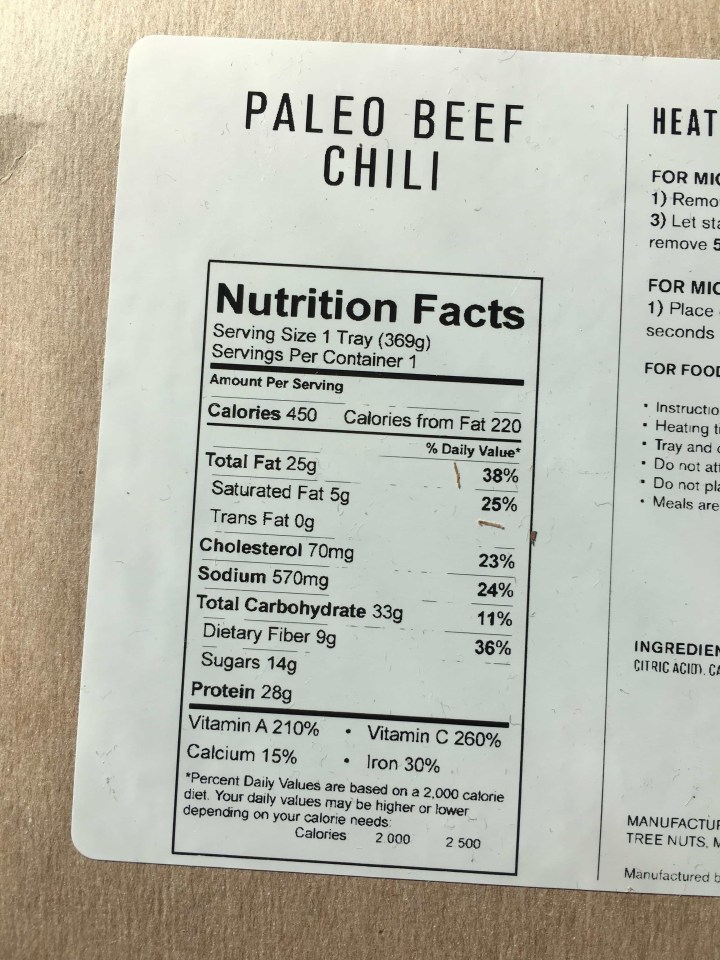 PALEO BEEF
CHILI
Nutrition Facts
Serving Size 1 Tray (369g)
Servings Per Container 1
Amount Per Serving
Calories 450 Calories from Fat 220
% Daily Value*
Total Fat 25g 38%
Saturated Fat 5g 25%
Trans Fat 0g
Cholesterol 70mg 23%
Sodium 570mg 24%
Total Carbohydrate 33g 11%
Dietary Fiber 9g 36%
Sugars 14g
Protein 28g
Vitamin A 210% • Vitamin C 260%
Calcium 15% • Iron 30%
*Percent Daily Values are based on a 2,000 calorie
diet. Your daily values may be higher or lower
depending on your calorie needs:
Calories 2 000 2 500
HEAT
FOR MIC
1) Remo
3) Let sta
remove 5
FOR MIC
1) Place
seconds
FOR FOOD
• Instructio
• Heating ti
• Tray and
• Do not att
• Do not pla
• Meals are
INGREDIEN
CITRIC ACID), CA
MANUFACTUR
TREE NUTS, M
Manufactured b